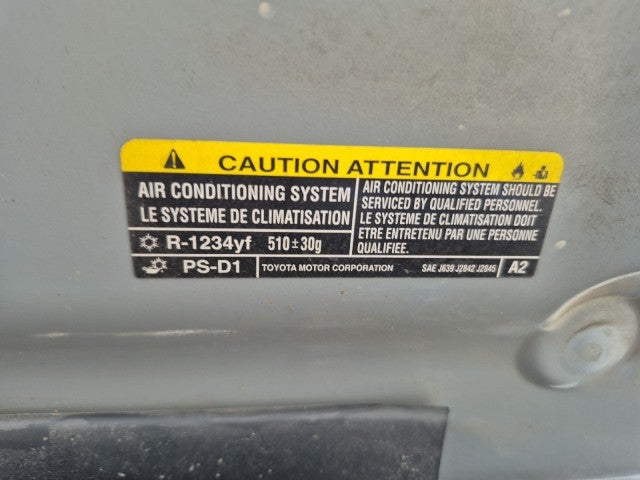 CAUTION ATTENTION
AIR CONDITIONING SYSTEM
LE SYSTEME DE CLIMATISATION
R-1234yf 510±30g
AIR CONDITIONING SYSTEM SHOULD BE
SERVICED BY QUALIFIED PERSONNEL.
LE SYSTEME DE CLIMATISATION DOIT
ETRE ENTRETENU PAR UNE PERSONNE
QUALIFIEE.
PS-D1 TOYOTA MOTOR CORPORATION SAE J639 J2842 J2845 A2